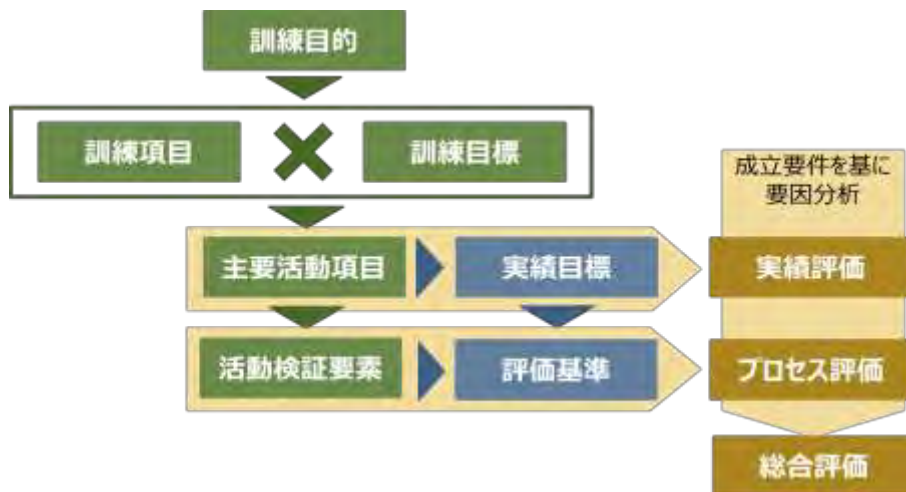 訓練目的
訓練項目
訓練目標
成立要件を基に
要因分析
主要活動項目
実績目標
実績評価
活動検証要素
評価基準
プロセス評価
総合評価